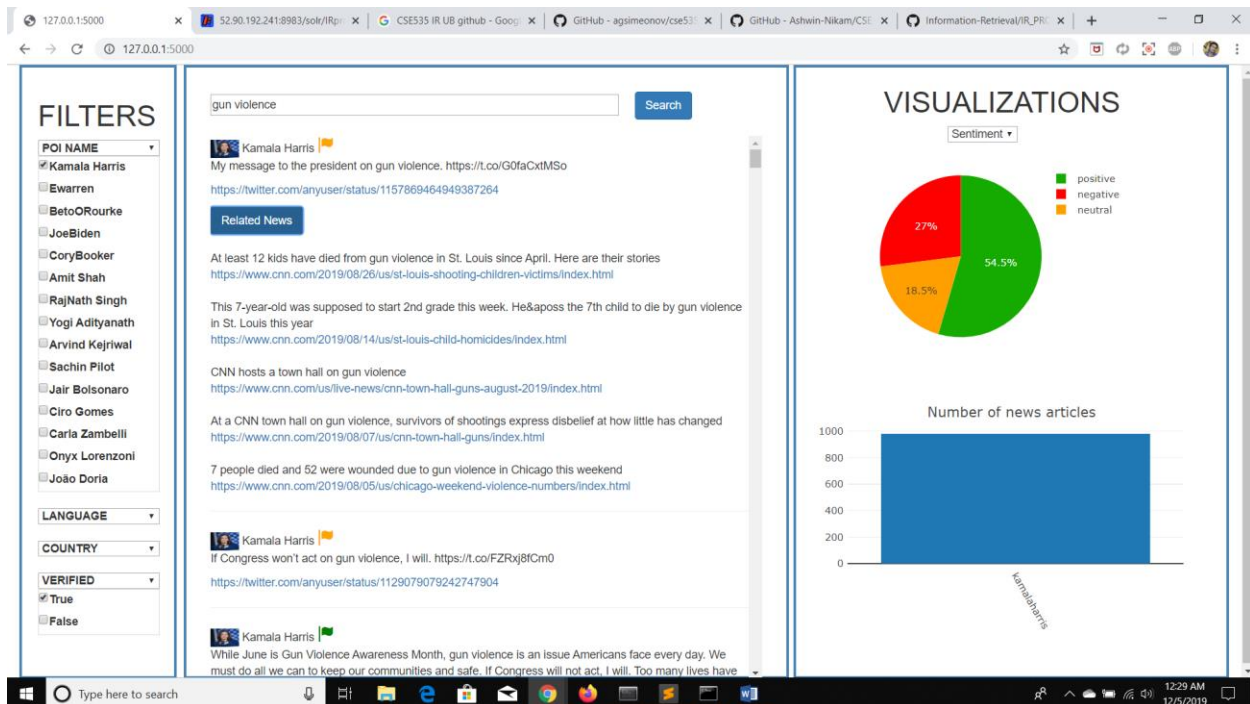 127.0.0.1:5000
52.90.192.241:8983/solr/IRpro
CSE535 IR UB github - Goog
GitHub - agsimeonov/cse535
GitHub - Ashwin-Nikam/CSE
Information-Retrieval/IR_PR
127.0.0.1:5000
FILTERS
POI NAME
Kamala Harris
Ewarren
BetoORourke
JoeBiden
CoryBooker
Amit Shah
RajNath Singh
Yogi Adityanath
Arvind Kejriwal
Sachin Pilot
Jair Bolsonaro
Ciro Gomes
Carla Zambelli
Onyx Lorenzoni
João Doria
LANGUAGE
COUNTRY
VERIFIED
True
False
gun violence
Search
Kamala Harris
My message to the president on gun violence. https://t.co/G0faCxtMSo
https://twitter.com/anyuser/status/1157869464949387264
Related News
At least 12 kids have died from gun violence in St. Louis since April. Here are their stories
https://www.cnn.com/2019/08/26/us/st-louis-shooting-children-victims/index.html
This 7-year-old was supposed to start 2nd grade this week. He&aposs the 7th child to die by gun violence
in St. Louis this year
https://www.cnn.com/2019/08/14/us/st-louis-child-homicides/index.html
CNN hosts a town hall on gun violence
https://www.cnn.com/us/live-news/cnn-town-hall-guns-august-2019/index.html
At a CNN town hall on gun violence, survivors of shootings express disbelief at how little has changed
https://www.cnn.com/2019/08/07/us/cnn-town-hall-guns/index.html
7 people died and 52 were wounded due to gun violence in Chicago this weekend
https://www.cnn.com/2019/08/05/us/chicago-weekend-violence-numbers/index.html
Kamala Harris
If Congress won't act on gun violence, I will. https://t.co/FZRxj8fCm0
https://twitter.com/anyuser/status/1129079079242747904
Kamala Harris
While June is Gun Violence Awareness Month, gun violence is an issue Americans face every day. We
must do all we can to keep our communities and safe. If Congress will not act, I will. Too many lives have
VISUALIZATIONS
Sentiment
positive
negative
neutral
27%
54.5%
18.5%
Number of news articles
1000
800
600
400
200
0
kamalaharris
Type here to search
12:29 AM
12/5/2019